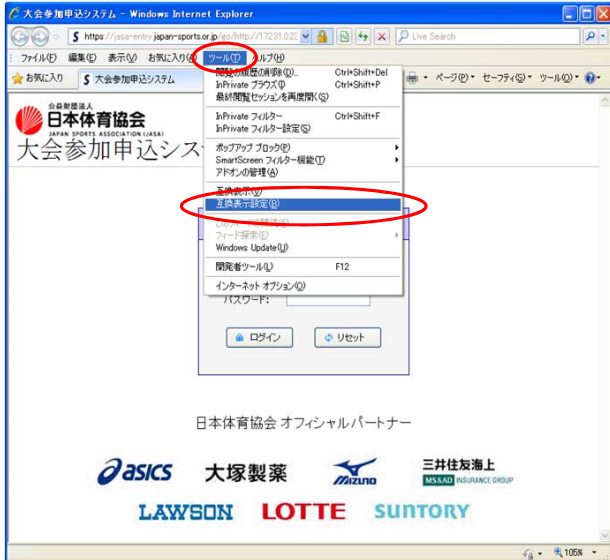 大会参加申込システム - Windows Internet Explorer
https://jasa-entry.japan-sports.or.jp/go/http://172.31.0.23
Live Search
ファイル(F) 編集(E) 表示(V) お気に入り(A) ツール(T) ヘルプ(H)
お気に入り 大会参加申込システム ページ(P) セーフティ(S) ツール(O)
閲覧の履歴の削除(D)... Ctrl+Shift+Del
InPrivate ブラウズ(I) Ctrl+Shift+P
最終閲覧セッションを再度開く(S)
InPrivate フィルター Ctrl+Shift+F
InPrivate フィルター設定(S)
ポップアップ ブロック(P)
SmartScreen フィルター機能(T)
アドオンの管理(A)
互換表示(V)
互換表示設定(B)
フィード探索(E)
Windows Update(U)
開発者ツール(L) F12
インターネット オプション(O)
公益財団法人
日本体育協会
JAPAN SPORTS ASSOCIATION (JASA)
大会参加申込シス
パスワード:
ログイン リセット
日本体育協会 オフィシャルパートナー
asics 大塚製薬 MIZUNO 三井住友海上
MS&AD INSURANCE GROUP
LAWSON LOTTE SUNTORY
105%